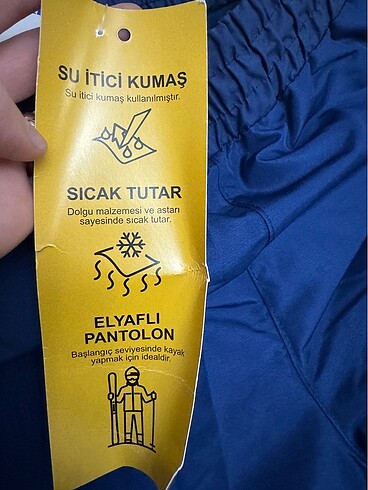 SU İTİCİ KUMAŞ
Su itici kumaş kullanılmıştır.
SICAK TUTAR
Dolgu malzemesi ve astarı
sayesinde sıcak tutar.
ELYAFLI
PANTOLON
Başlangıç seviyesinde kayak
yapmak için idealdir.